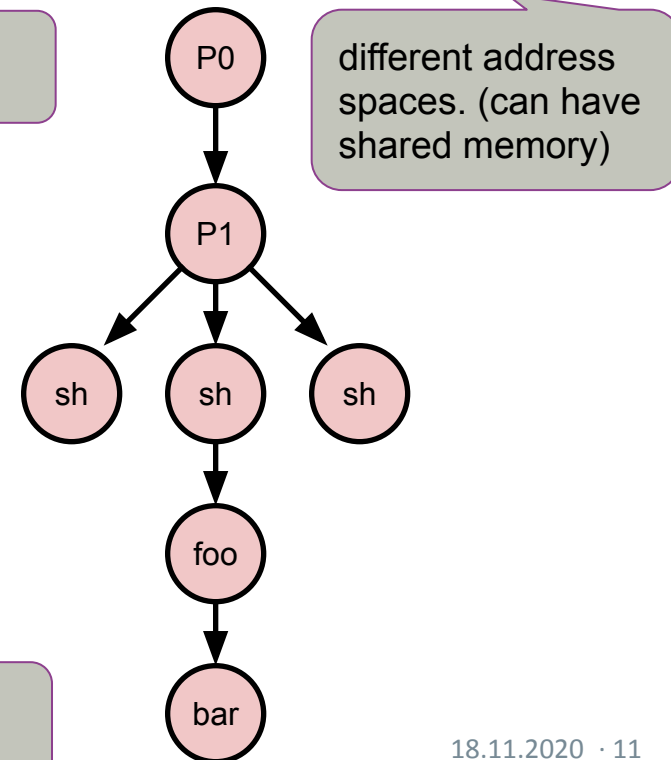 P0
different address
spaces. (can have
shared memory)
P1
sh
sh
sh
foo
bar
18.11.2020 · 11